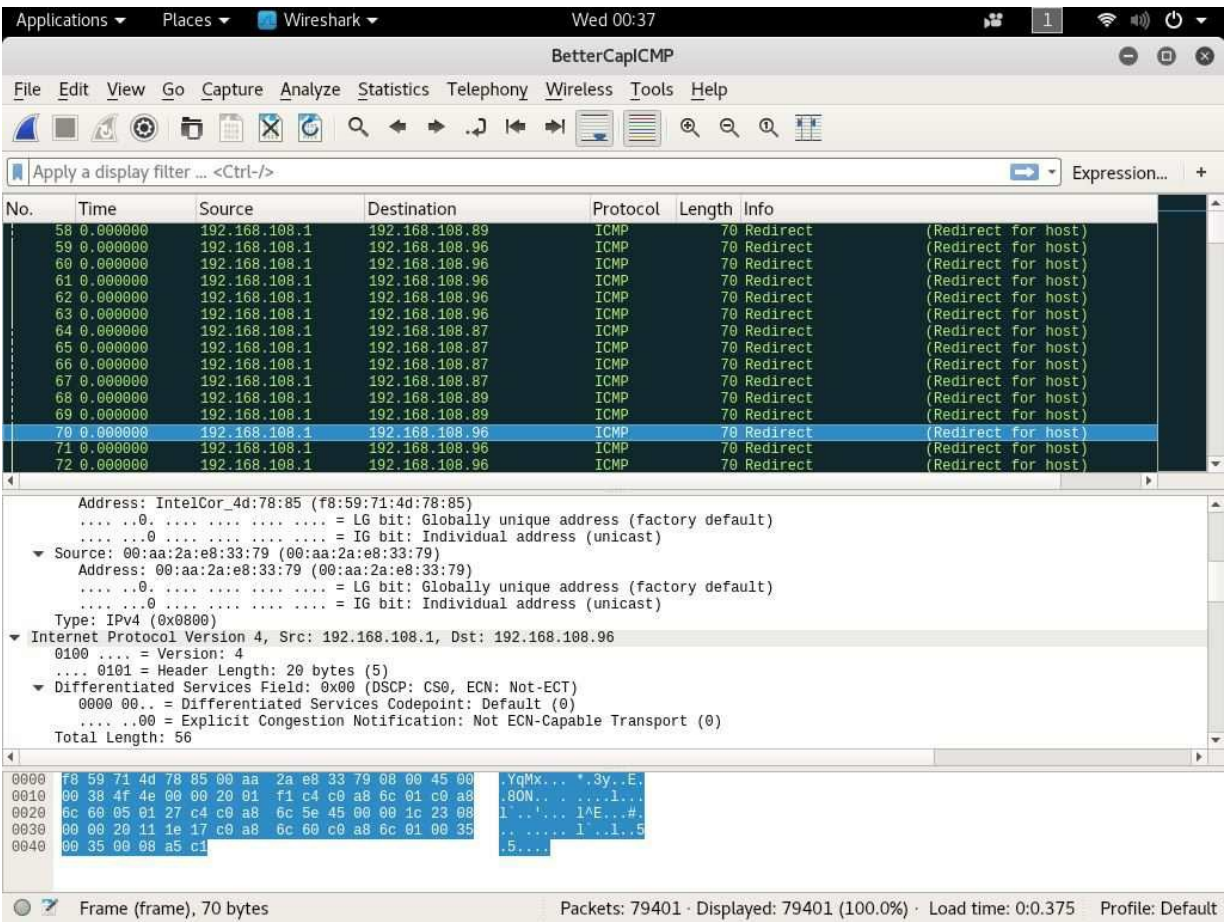 Applications Places Wireshark Wed 00:37 1
BetterCapICMP
File Edit View Go Capture Analyze Statistics Telephony Wireless Tools Help
Apply a display filter ... <Ctrl-/> Expression... +
No. Time Source Destination Protocol Length Info
58 0.000000 192.168.108.1 192.168.108.89 ICMP 70 Redirect (Redirect for host)
59 0.000000 192.168.108.1 192.168.108.96 ICMP 70 Redirect (Redirect for host)
60 0.000000 192.168.108.1 192.168.108.96 ICMP 70 Redirect (Redirect for host)
61 0.000000 192.168.108.1 192.168.108.96 ICMP 70 Redirect (Redirect for host)
62 0.000000 192.168.108.1 192.168.108.96 ICMP 70 Redirect (Redirect for host)
63 0.000000 192.168.108.1 192.168.108.96 ICMP 70 Redirect (Redirect for host)
64 0.000000 192.168.108.1 192.168.108.87 ICMP 70 Redirect (Redirect for host)
65 0.000000 192.168.108.1 192.168.108.87 ICMP 70 Redirect (Redirect for host)
66 0.000000 192.168.108.1 192.168.108.87 ICMP 70 Redirect (Redirect for host)
67 0.000000 192.168.108.1 192.168.108.87 ICMP 70 Redirect (Redirect for host)
68 0.000000 192.168.108.1 192.168.108.89 ICMP 70 Redirect (Redirect for host)
69 0.000000 192.168.108.1 192.168.108.89 ICMP 70 Redirect (Redirect for host)
70 0.000000 192.168.108.1 192.168.108.96 ICMP 70 Redirect (Redirect for host)
71 0.000000 192.168.108.1 192.168.108.96 ICMP 70 Redirect (Redirect for host)
72 0.000000 192.168.108.1 192.168.108.96 ICMP 70 Redirect (Redirect for host)
Address: IntelCor_4d:78:85 (f8:59:71:4d:78:85)
.... ..0. .... .... .... .... = LG bit: Globally unique address (factory default)
.... ...0 .... .... .... .... = IG bit: Individual address (unicast)
Source: 00:aa:2a:e8:33:79 (00:aa:2a:e8:33:79)
Address: 00:aa:2a:e8:33:79 (00:aa:2a:e8:33:79)
.... ..0. .... .... .... .... = LG bit: Globally unique address (factory default)
.... ...0 .... .... .... .... = IG bit: Individual address (unicast)
Type: IPv4 (0x0800)
Internet Protocol Version 4, Src: 192.168.108.1, Dst: 192.168.108.96
0100 .... = Version: 4
.... 0101 = Header Length: 20 bytes (5)
Differentiated Services Field: 0x00 (DSCP: CS0, ECN: Not-ECT)
0000 00.. = Differentiated Services Codepoint: Default (0)
.... ..00 = Explicit Congestion Notification: Not ECN-Capable Transport (0)
Total Length: 56
0000 f8 59 71 4d 78 85 00 aa 2a e8 33 79 08 00 45 00 .YqMx... *.3y..E.
0010 00 38 4f 4e 00 00 20 01 f1 c4 c0 a8 6c 01 c0 a8 .8ON.. . ....l...
0020 6c 60 05 01 27 c4 c0 a8 6c 5e 45 00 00 1c 23 08 l`..'... l^E...#.
0030 00 00 20 11 1e 17 c0 a8 6c 60 c0 a8 6c 01 00 35 .. ..... l`..l..5
0040 00 35 00 08 a5 c1 .5....
Frame (frame), 70 bytes Packets: 79401 · Displayed: 79401 (100.0%) · Load time: 0:0.375 Profile: Default